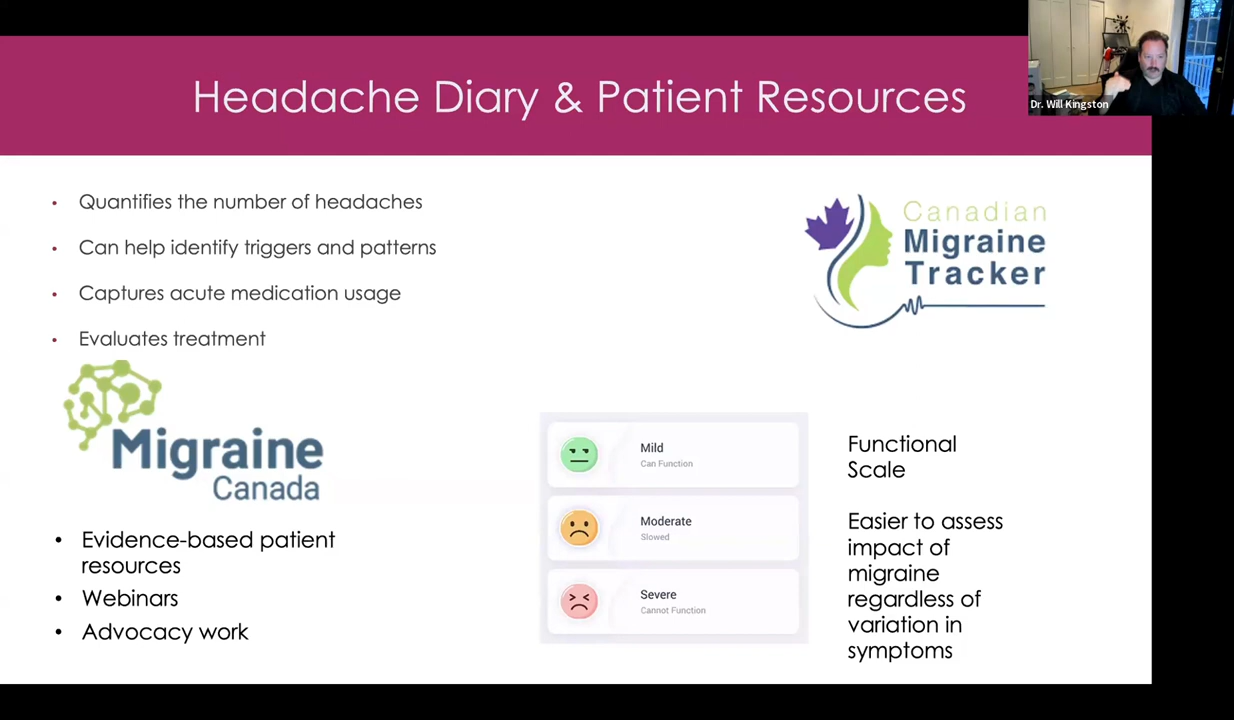 Headache Diary & Patient Resources
Dr. Will Kingston
Quantifies the number of headaches
Can help identify triggers and patterns
Captures acute medication usage
Evaluates treatment
Canadian
Migraine
Tracker
Migraine
Canada
Evidence-based patient
resources
Webinars
Advocacy work
Mild
Can Function
Moderate
Slowed
Severe
Cannot Function
Functional
Scale
Easier to assess
impact of
migraine
regardless of
variation in
symptoms